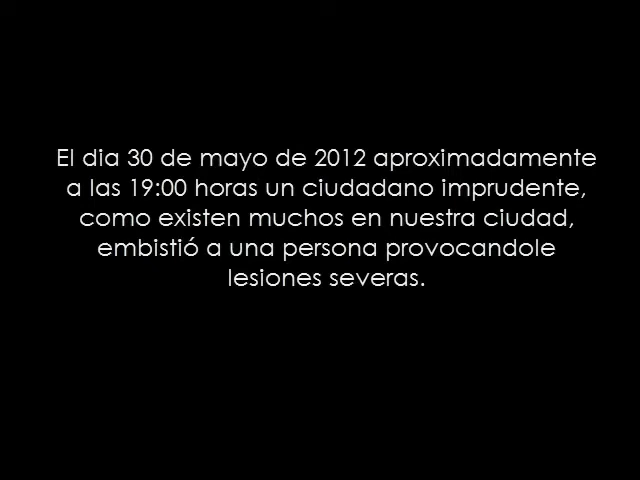 El dia 30 de mayo de 2012 aproximadamente
a las 19:00 horas un ciudadano imprudente,
como existen muchos en nuestra ciudad,
embistió a una persona provocandole
lesiones severas.